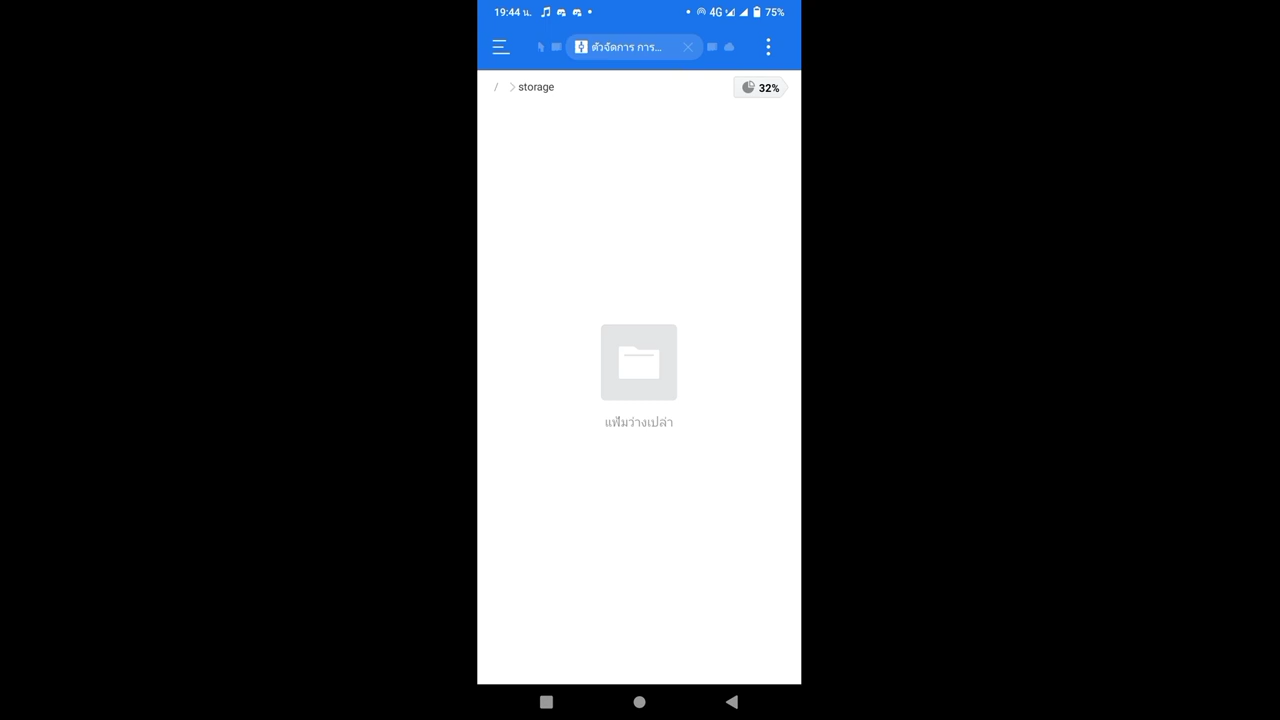 19:44 น. 4G 75%
ตัวจัดการ การ...
/ storage 32%
แฟ้มว่างเปล่า